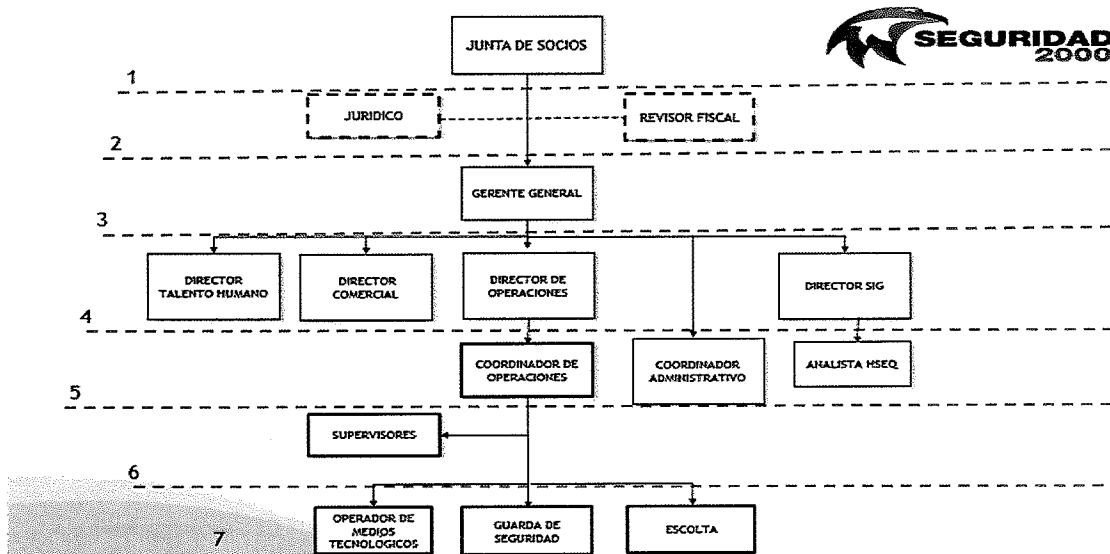 JUNTA DE SOCIOS
SEGURIDAD
2000
1
JURIDICO
REVISOR FISCAL
2
GERENTE GENERAL
3
DIRECTOR
TALENTO HUMANO
DIRECTOR
COMERCIAL
DIRECTOR DE
OPERACIONES
DIRECTOR SIG
4
COORDINADOR DE
OPERACIONES
COORDINADOR
ADMINISTRATIVO
ANALISTA HSEQ
5
SUPERVISORES
6
OPERADOR DE
MEDIOS
TECNOLOGICOS
GUARDA DE
SEGURIDAD
ESCOLTA
7